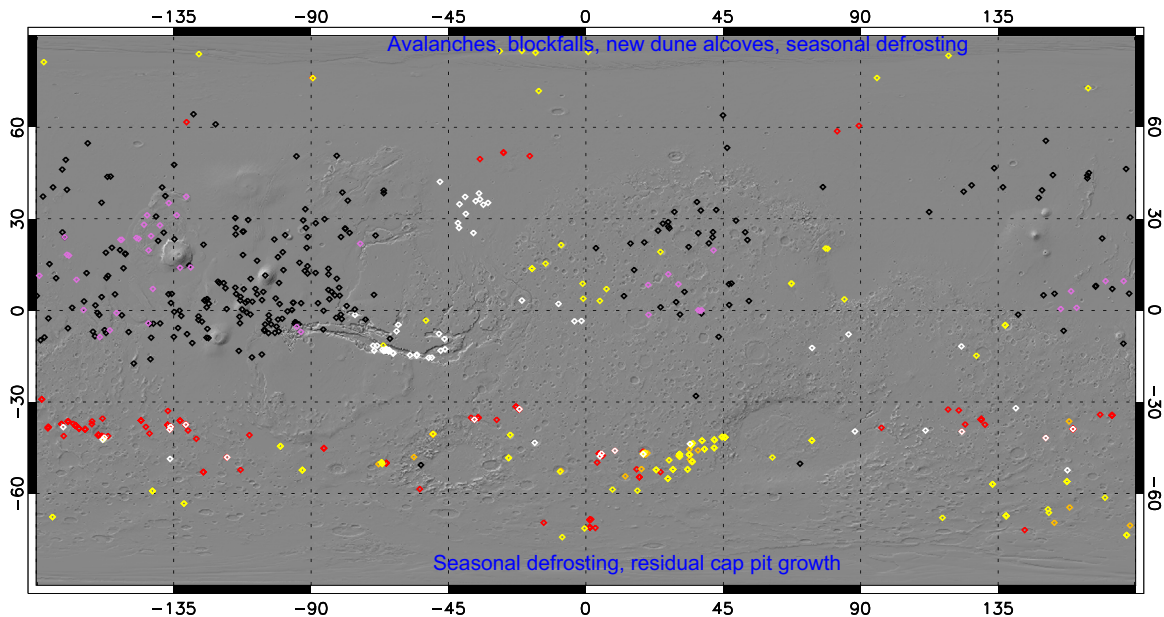 −135 −90 −45 0 45 90 135
Avalanches, blockfalls, new dune alcoves, seasonal defrosting
60 60
30 30
0 0
−30 −30
−60 −60
Seasonal defrosting, residual cap pit growth
−135 −90 −45 0 45 90 135